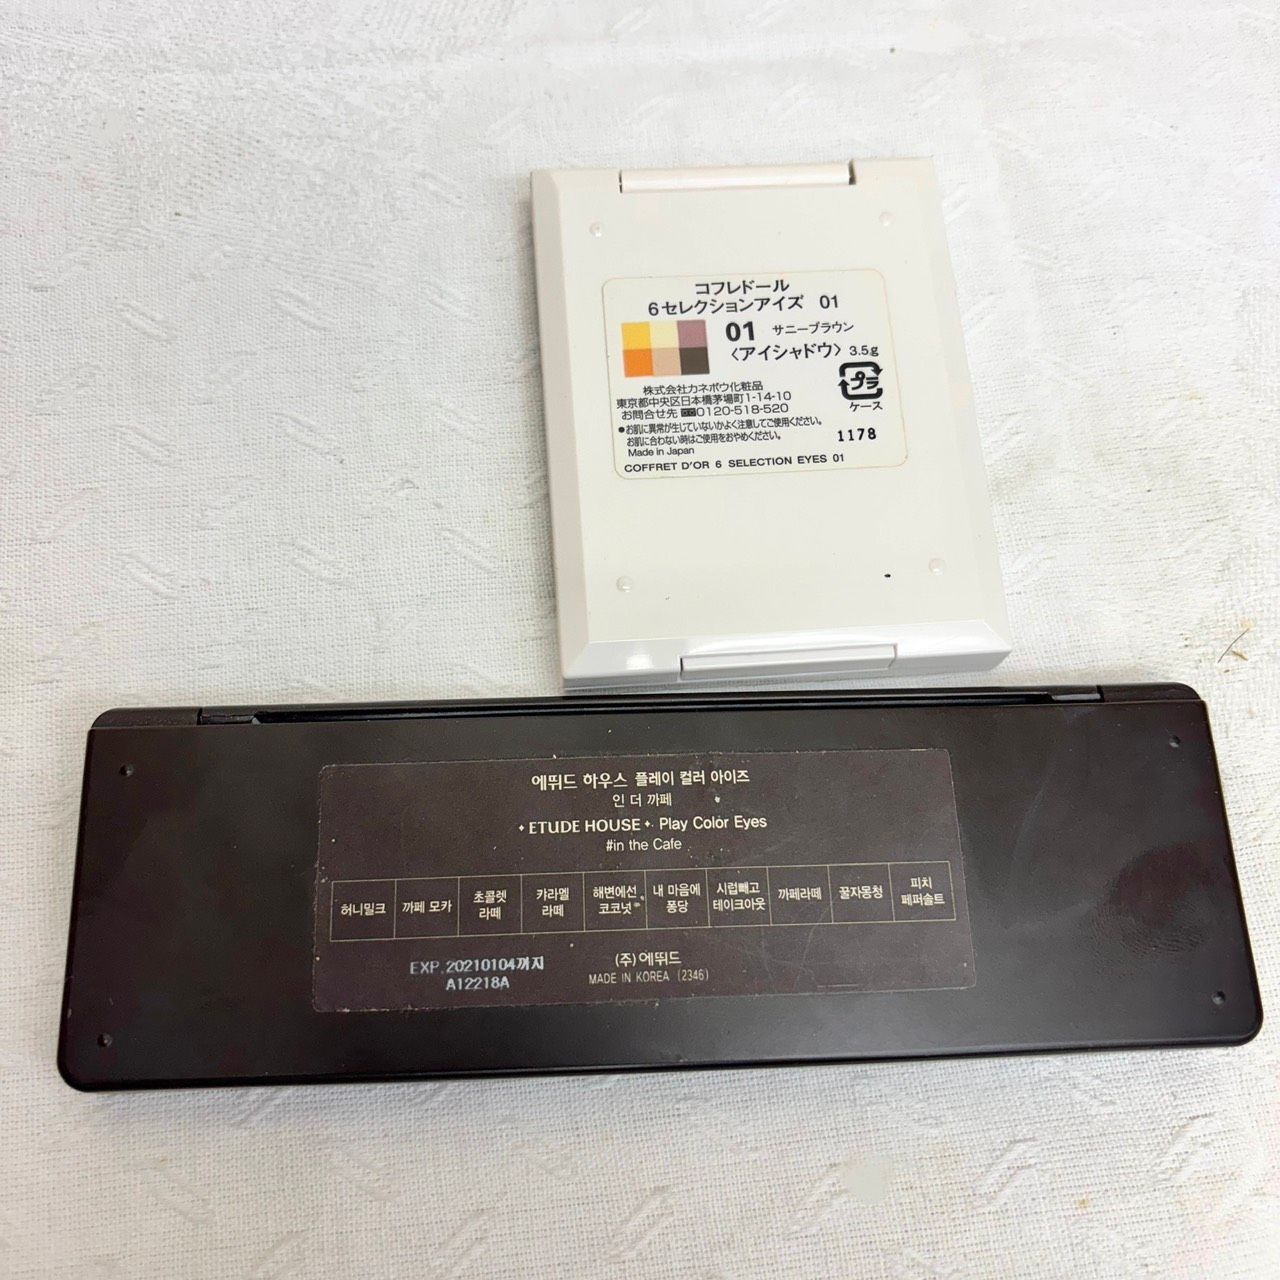 コフレドール
6セレクションアイズ 01
01 サニーブラウン
〈アイシャドウ〉 3.5g
プラ
ケース
株式会社カネボウ化粧品
東京都中央区日本橋茅場町1-14-10
お問合せ先 0120-518-520
●お肌に異常が生じていないかよく注意してご使用ください。
お肌に合わない時はご使用をおやめください。
1178
Made in Japan
COFFRET D'OR 6 SELECTION EYES 01
에뛰드 하우스 플레이 컬러 아이즈
인 더 까페
ETUDE HOUSE Play Color Eyes
#in the Cafe
허니밀크 까페 모카 초콜렛 라떼 카라멜 라떼 해변에선 코코넛 내 마음에 퐁당 시럽빼고 테이크아웃 까페라떼 꿀자몽청 피치 페퍼솔트
EXP.20210104까지
A12218A
(주)에뛰드
MADE IN KOREA (2346)